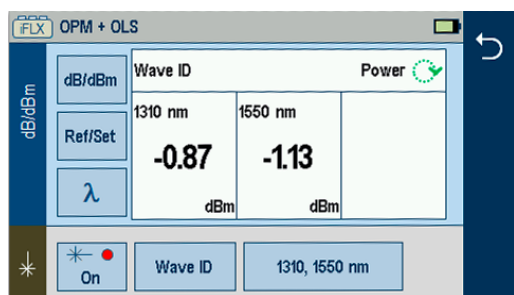 iFLX OPM + OLS
dB/dBm
dB/dBm
Ref/Set
λ
Wave ID Power
1310 nm 1550 nm
-0.87 -1.13
dBm dBm
On
Wave ID
1310, 1550 nm